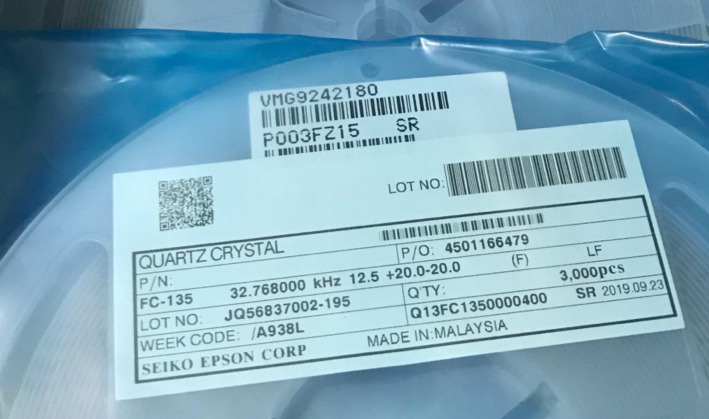 VMG9242180
P003FZ15 SR
LOT NO:
QUARTZ CRYSTAL
P/N: P/O: 4501166479
FC-135 32.768000 kHz 12.5 +20.0-20.0 (F) LF
LOT NO: JQ56837002-195 Q'TY: 3,000pcs
WEEK CODE: /A938L Q13FC1350000400 SR 2019.09.23
SEIKO EPSON CORP MADE IN:MALAYSIA